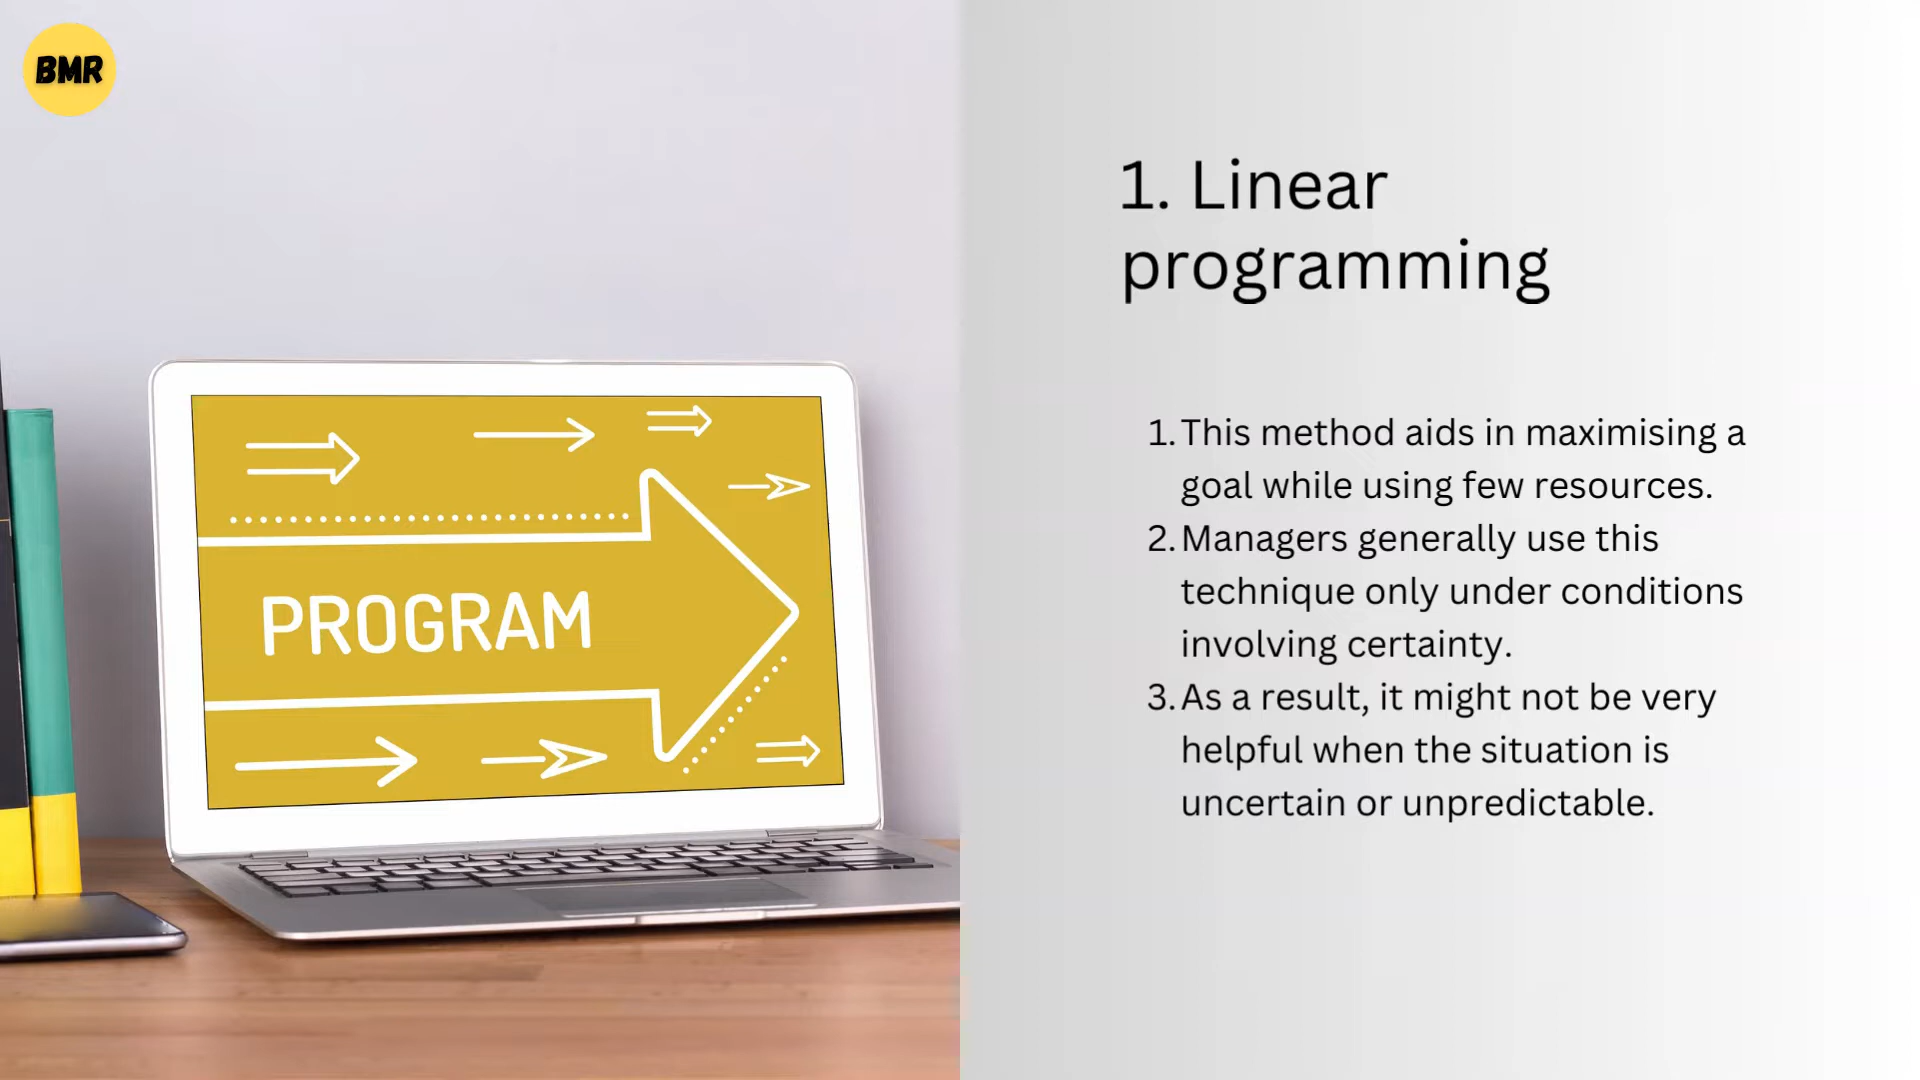 BMR
1. Linear
programming
PROGRAM
1. This method aids in maximising a
goal while using few resources.
2. Managers generally use this
technique only under conditions
involving certainty.
3. As a result, it might not be very
helpful when the situation is
uncertain or unpredictable.